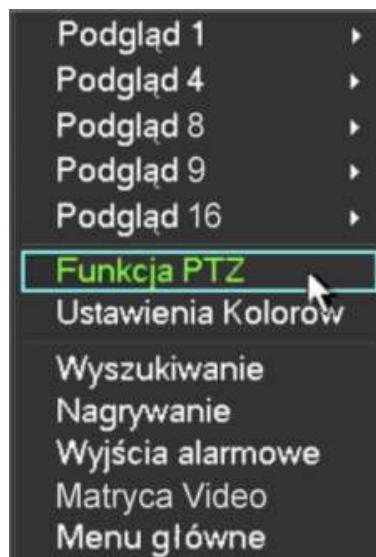 Podgląd 1
Podgląd 4
Podgląd 8
Podgląd 9
Podgląd 16
Funkcja PTZ
Ustawienia Kolorów
Wyszukiwanie
Nagrywanie
Wyjścia alarmowe
Matryca Video
Menu główne